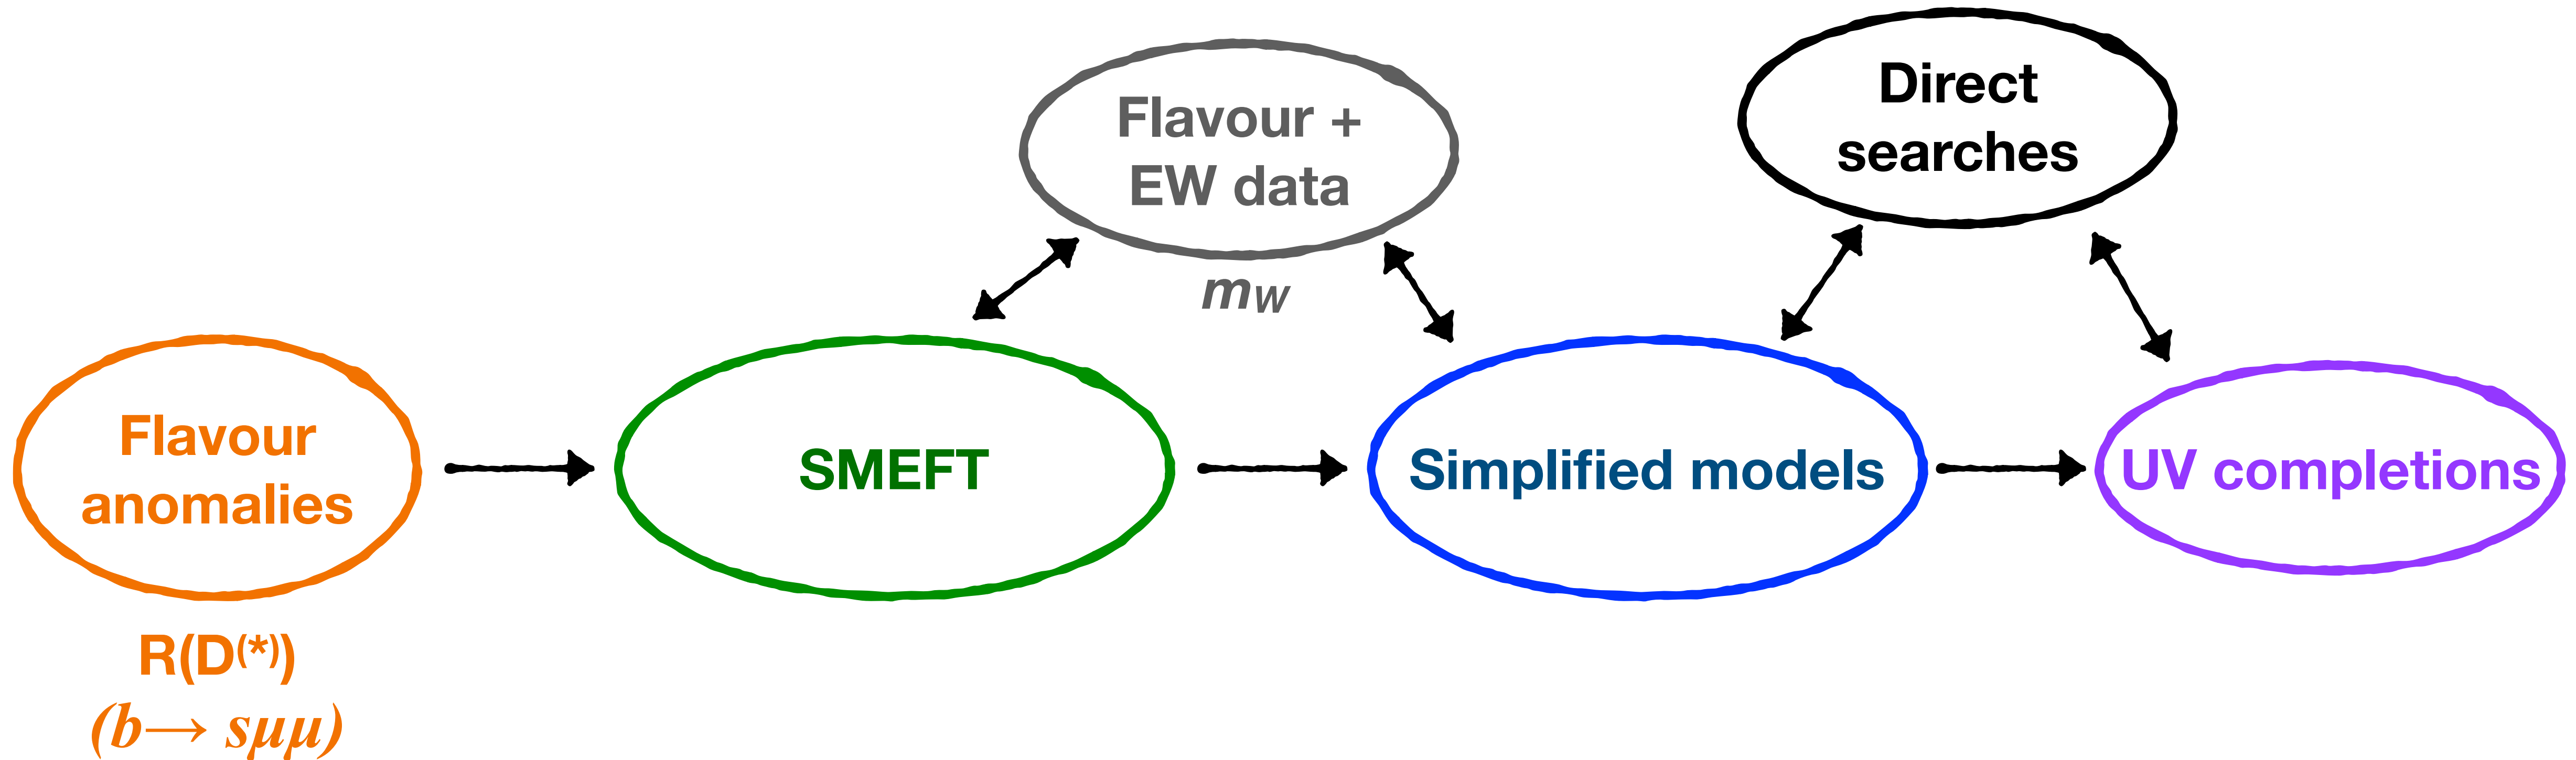 Flavour +
EW data
m_W
Direct
searches
Flavour
anomalies
SMEFT
Simplified models
UV completions
R(D(*))
(b→ sμμ)